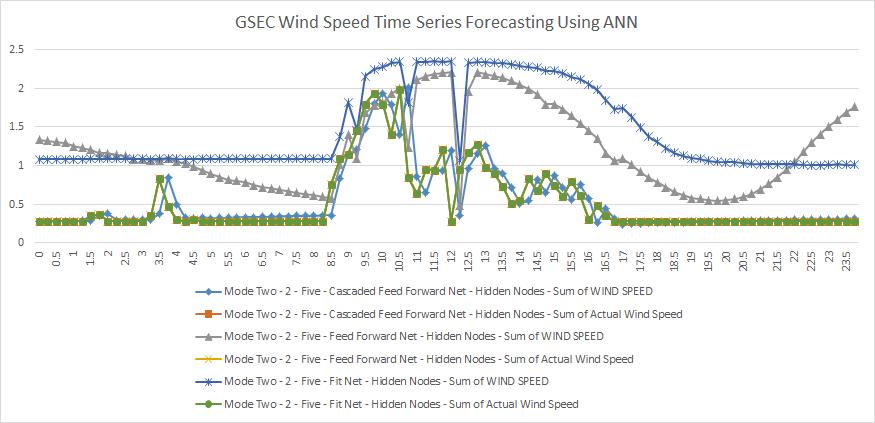 GSEC Wind Speed Time Series Forecasting Using ANN
2.5
2
1.5
1
0.5
0
0 0.5 1 1.5 2 2.5 3 3.5 4 4.5 5 5.5 6 6.5 7 7.5 8 8.5 9 9.5 10 10.5 11 11.5 12 12.5 13 13.5 14 14.5 15 15.5 16 16.5 17 17.5 18 18.5 19 19.5 20 20.5 21 21.5 22 22.5 23 23.5
Mode Two - 2 - Five - Cascaded Feed Forward Net - Hidden Nodes - Sum of WIND SPEED
Mode Two - 2 - Five - Cascaded Feed Forward Net - Hidden Nodes - Sum of Actual Wind Speed
Mode Two - 2 - Five - Feed Forward Net - Hidden Nodes - Sum of WIND SPEED
Mode Two - 2 - Five - Feed Forward Net - Hidden Nodes - Sum of Actual Wind Speed
Mode Two - 2 - Five - Fit Net - Hidden Nodes - Sum of WIND SPEED
Mode Two - 2 - Five - Fit Net - Hidden Nodes - Sum of Actual Wind Speed